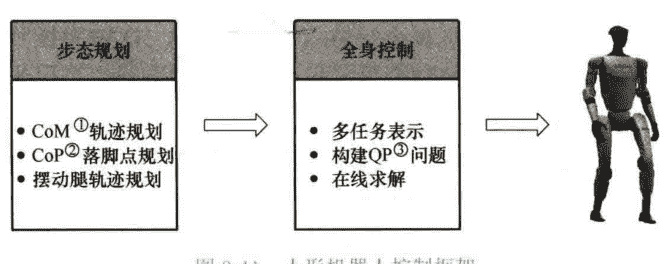 步态规划
• CoM①轨迹规划
• CoP②落脚点规划
• 摆动腿轨迹规划
全身控制
• 多任务表示
• 构建QP③问题
• 在线求解